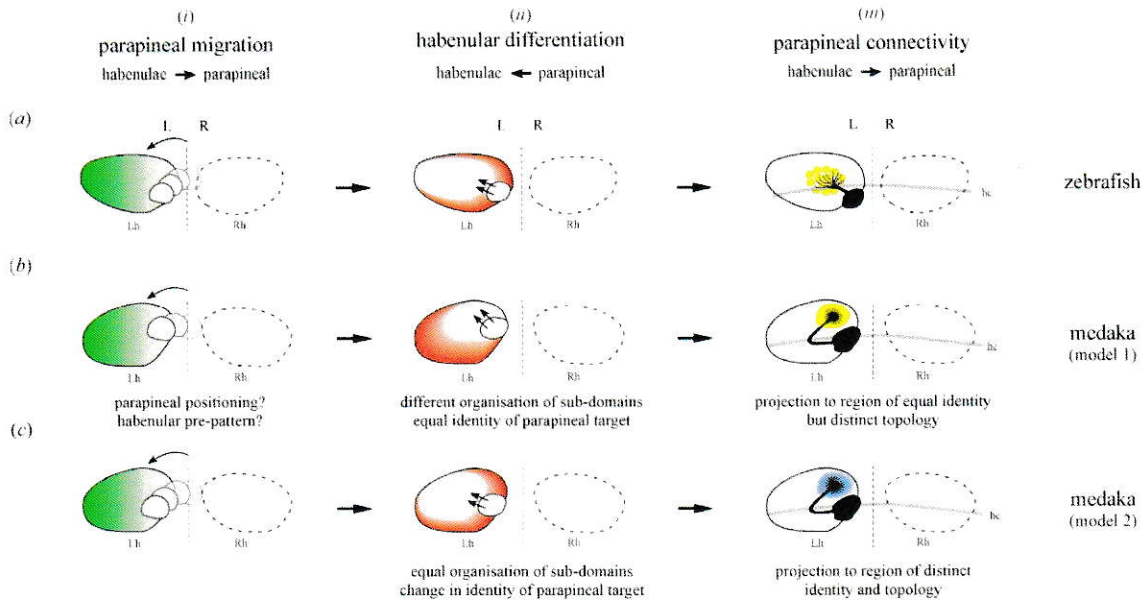 (i)
parapineal migration
habenulae → parapineal
(ii)
habenular differentiation
habenulae ← parapineal
(iii)
parapineal connectivity
habenulae → parapineal
(a)
L R
L R
L R
Lh Rh
Lh Rh
Lh Rh
hc
zebrafish
(b)
Lh Rh
Lh Rh
Lh Rh
hc
medaka
(model 1)
parapineal positioning?
habenular pre-pattern?
different organisation of sub-domains
equal identity of parapineal target
projection to region of equal identity
but distinct topology
(c)
Lh Rh
Lh Rh
Lh Rh
hc
medaka
(model 2)
equal organisation of sub-domains
change in identity of parapineal target
projection to region of distinct
identity and topology